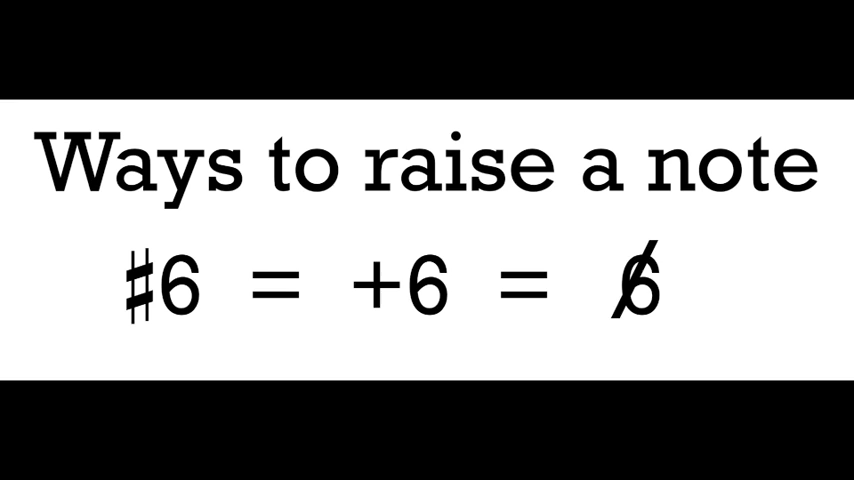 Ways to raise a note
♯6 = +6 = 6̸